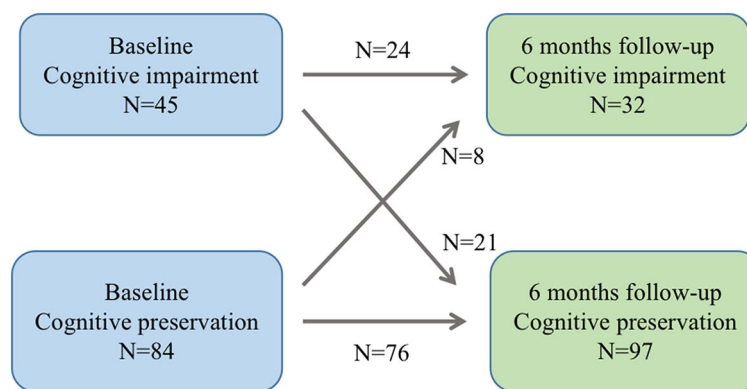 Baseline
Cognitive impairment
N=45
N=24
6 months follow-up
Cognitive impairment
N=32
N=8
N=21
Baseline
Cognitive preservation
N=84
N=76
6 months follow-up
Cognitive preservation
N=97